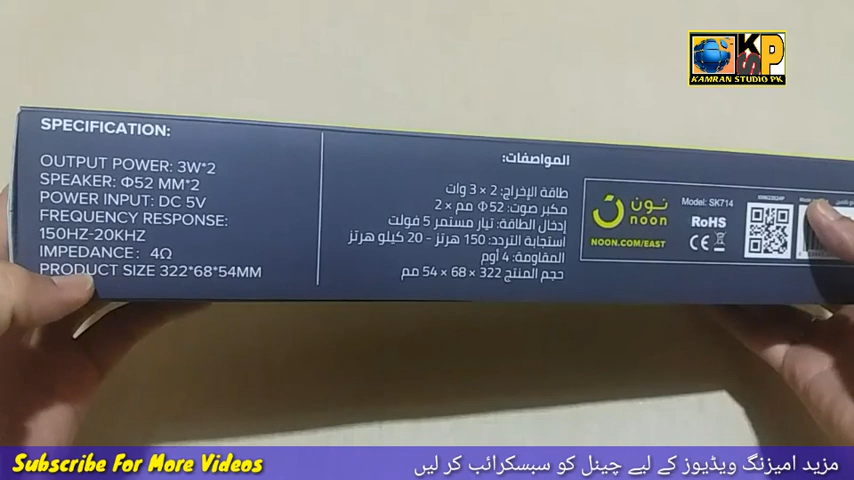 KSP
KAMRAN STUDIO PK
SPECIFICATION:
OUTPUT POWER: 3W*2
SPEAKER: Φ52 MM*2
POWER INPUT: DC 5V
FREQUENCY RESPONSE:
150HZ-20KHZ
IMPEDANCE: 4Ω
PRODUCT SIZE 322*68*54MM
المواصفات:
طاقة الإخراج: 2 × 3 وات
مكبر صوت: Φ52 مم × 2
إدخال الطاقة: تيار مستمر 5 فولت
استجابة التردد: 150 هرتز - 20 كيلو هرتز
المقاومة: 4 أوم
حجم المنتج 322 × 68 × 54 مم
نون
noon
NOON.COM/EAST
Model: SK714
RoHS
CE
Subscribe For More Videos
مزید امیزنگ ویڈیوز کے لیے چینل کو سبسکرائب کر لیں